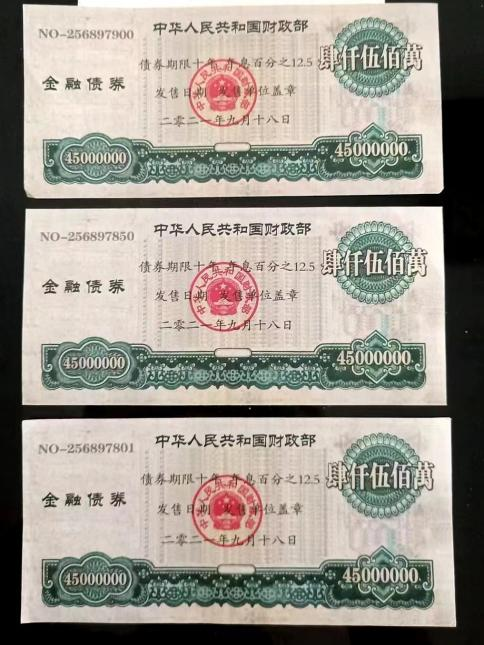 NO-256897900
中华人民共和国财政部
债券期限十年 年息百分之12.5
肆仟伍佰萬
金融债券
发售日期 发售单位盖章
二零二一年九月十八日
45000000
45000000
NO-256897850
中华人民共和国财政部
债券期限十年 年息百分之12.5
肆仟伍佰萬
金融债券
发售日期 发售单位盖章
二零二一年九月十八日
45000000
45000000
NO-256897801
中华人民共和国财政部
债券期限十年 年息百分之12.5
肆仟伍佰萬
金融债券
发售日期 发售单位盖章
二零二一年九月十八日
45000000
45000000